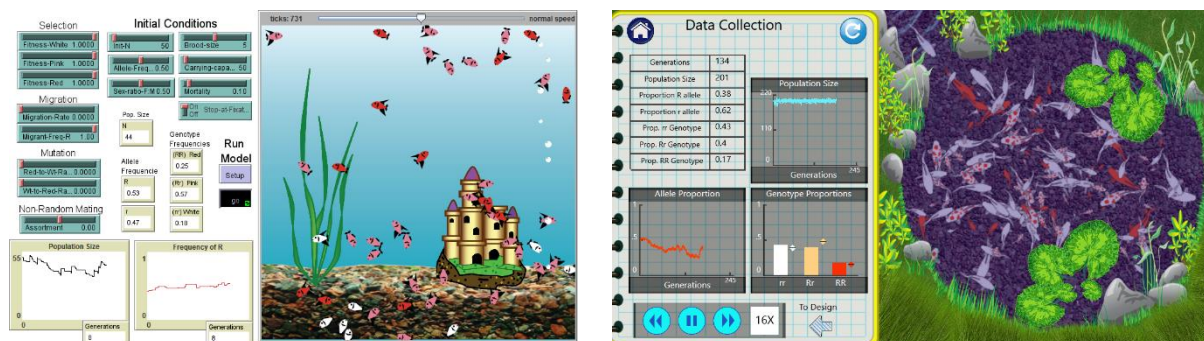 Selection
Fitness-White 1.0000
Fitness-Pink 1.0000
Fitness-Red 1.0000
Migration
Migration-Rate 0.0000
Migrant-Freq-R 1.00
Mutation
Red-to-Wt-Ra... 0.0000
Wt-to-Red-Ra... 0.0000
Non-Random Mating
Assortment 0.00
Initial Conditions
Init-N 50
Brood-size 5
Allele-Freq... 0.50
Carrying-capa... 50
Sex-ratio-F:M 0.50
Mortality 0.10
On
Off
Stop-at-Fixat...
Pop. Size
N
44
Allele
Frequencie
R
0.53
r
0.47
Genotype
Frequencies
(RR) Red
0.25
(Rr) Pink
0.57
(rr) White
0.18
Run
Model
Setup
go
Population Size
55
0
0
Generations
Frequency of R
1
0
0
Generations
8
ticks: 731
normal speed
Data Collection
Generations 134
Population Size 201
Proportion R allele 0.38
Proportion r allele 0.62
Prop. rr Genotype 0.43
Prop. Rr Genotype 0.4
Prop. RR Genotype 0.17
Population Size
220
110
0
245
Generations
Allele Proportion
1
.5
0
245
Generations
Genotype Proportions
1
.5
0
rr Rr RR
16X
To Design